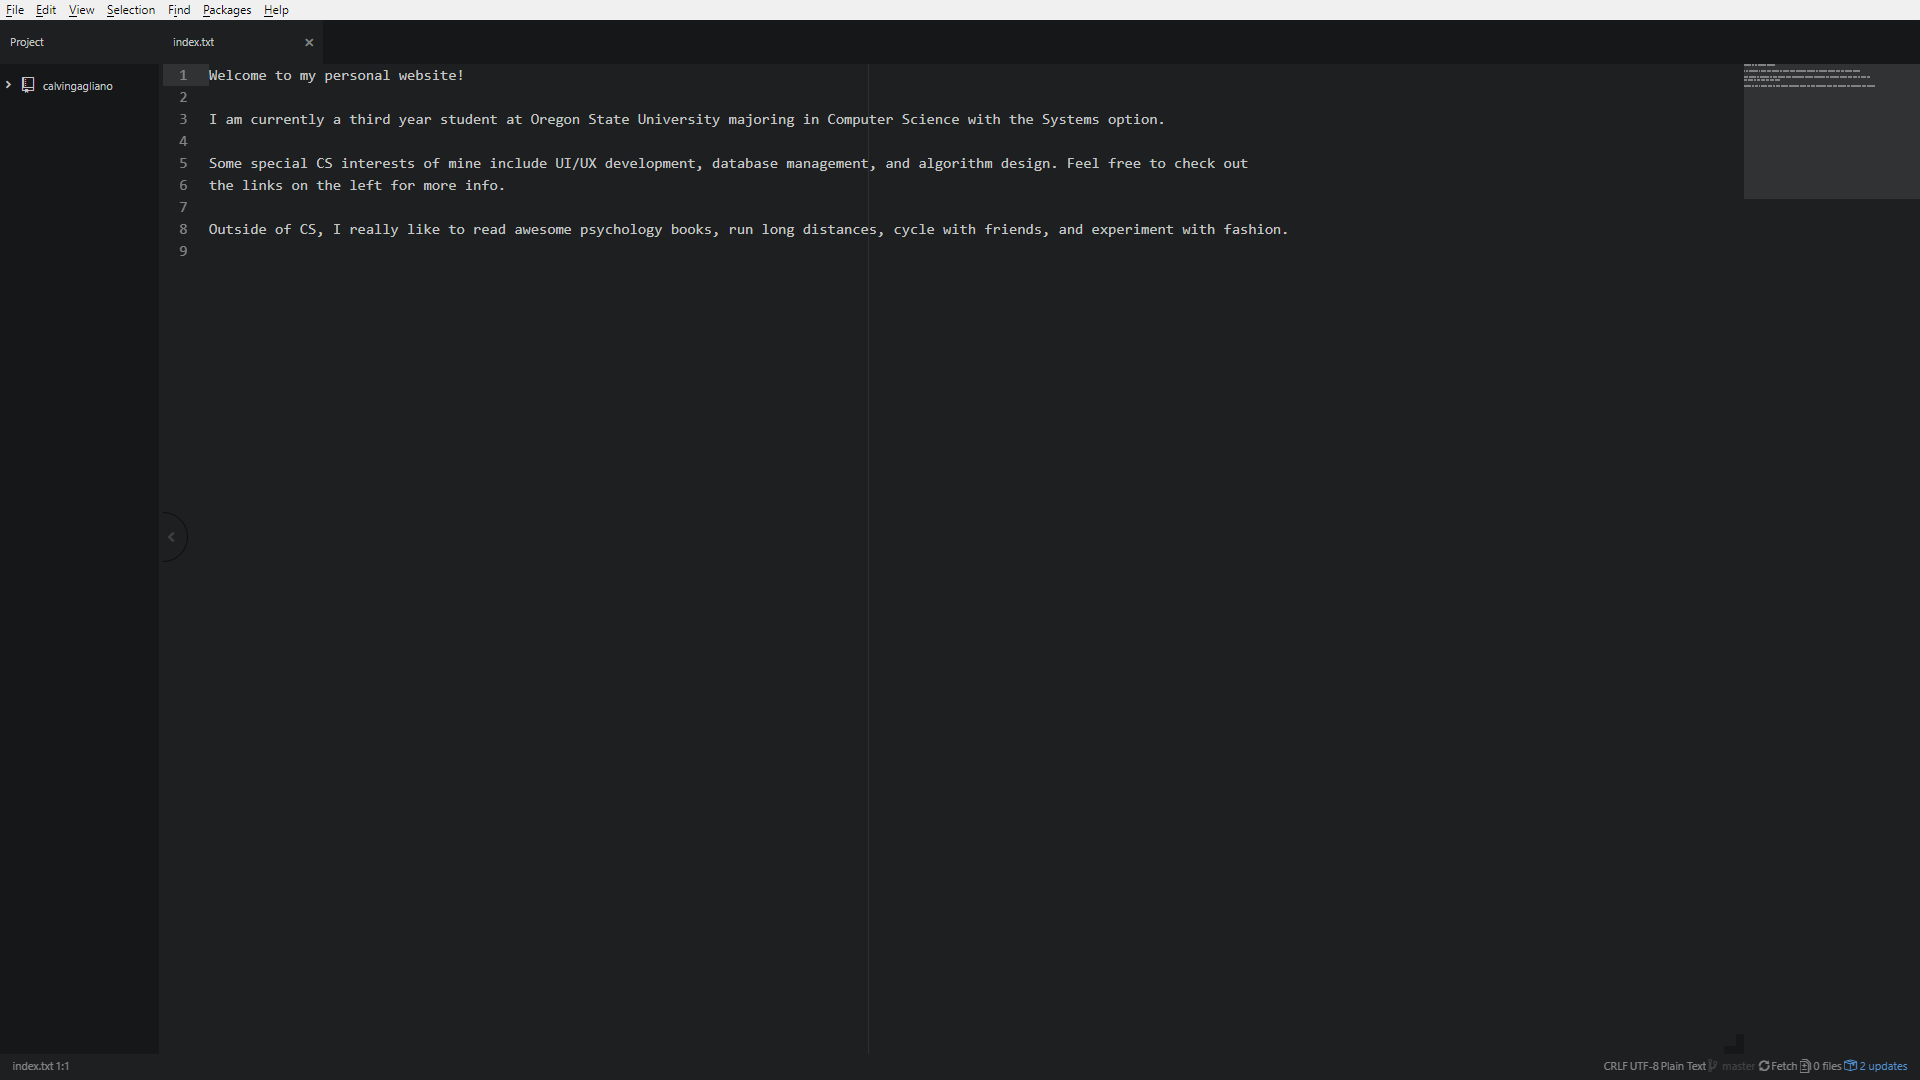 File Edit View Selection Find Packages Help
Project
index.txt
calvingagliano
1 Welcome to my personal website!
2
3 I am currently a third year student at Oregon State University majoring in Computer Science with the Systems option.
4
5 Some special CS interests of mine include UI/UX development, database management, and algorithm design. Feel free to check out
6 the links on the left for more info.
7
8 Outside of CS, I really like to read awesome psychology books, run long distances, cycle with friends, and experiment with fashion.
9
index.txt 1:1
CRLF UTF-8 Plain Text master Fetch 0 files 2 updates